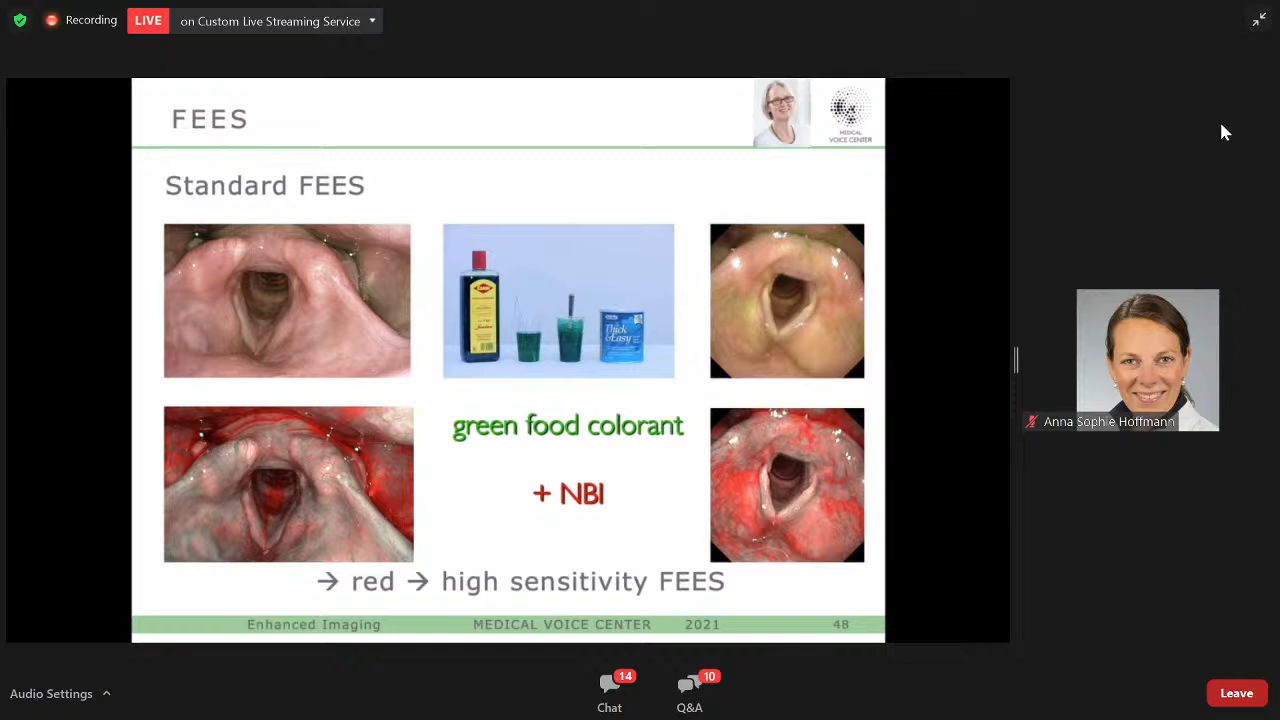 Recording
LIVE
on Custom Live Streaming Service
FEES
MEDICAL
VOICE CENTER
Standard FEES
Thick
&Easy
green food colorant
+ NBI
→ red → high sensitivity FEES
Enhanced Imaging
MEDICAL VOICE CENTER
2021
48
Anna Sophie Hoffmann
Audio Settings
14
Chat
10
Q&A
Leave